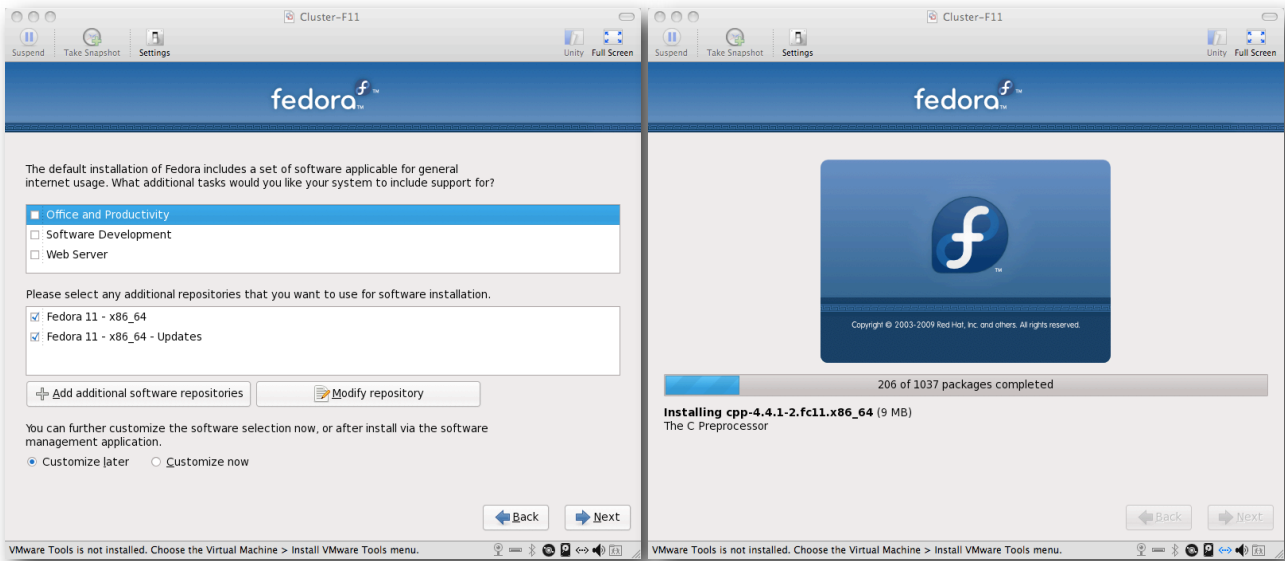 Cluster-F11
Suspend
Take Snapshot
Settings
Unity
Full Screen
fedora
f
TM
TM
The default installation of Fedora includes a set of software applicable for general
internet usage. What additional tasks would you like your system to include support for?
Office and Productivity
Software Development
Web Server
Please select any additional repositories that you want to use for software installation.
Fedora 11 - x86_64
Fedora 11 - x86_64 - Updates
Add additional software repositories
Modify repository
You can further customize the software selection now, or after install via the software
management application.
Customize later
Customize now
Back
Next
VMware Tools is not installed. Choose the Virtual Machine > Install VMware Tools menu.
Cluster-F11
Suspend
Take Snapshot
Settings
Unity
Full Screen
fedora
f
TM
TM
f
TM
Copyright © 2003-2009 Red Hat, Inc. and others. All rights reserved.
206 of 1037 packages completed
Installing cpp-4.4.1-2.fc11.x86_64 (9 MB)
The C Preprocessor
Back
Next
VMware Tools is not installed. Choose the Virtual Machine > Install VMware Tools menu.